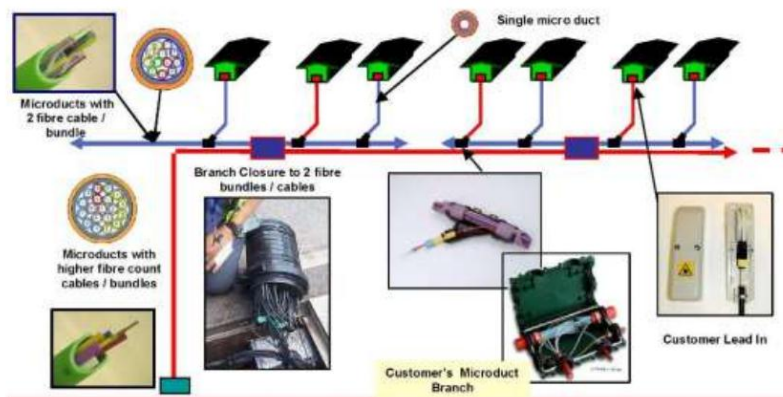 Single micro duct
Microducts with
2 fibre cable /
bundle
Branch Closure to 2 fibre
bundles / cables
Microducts with
higher fibre count
cables / bundles
Customer Lead In
Customer's Microduct
Branch